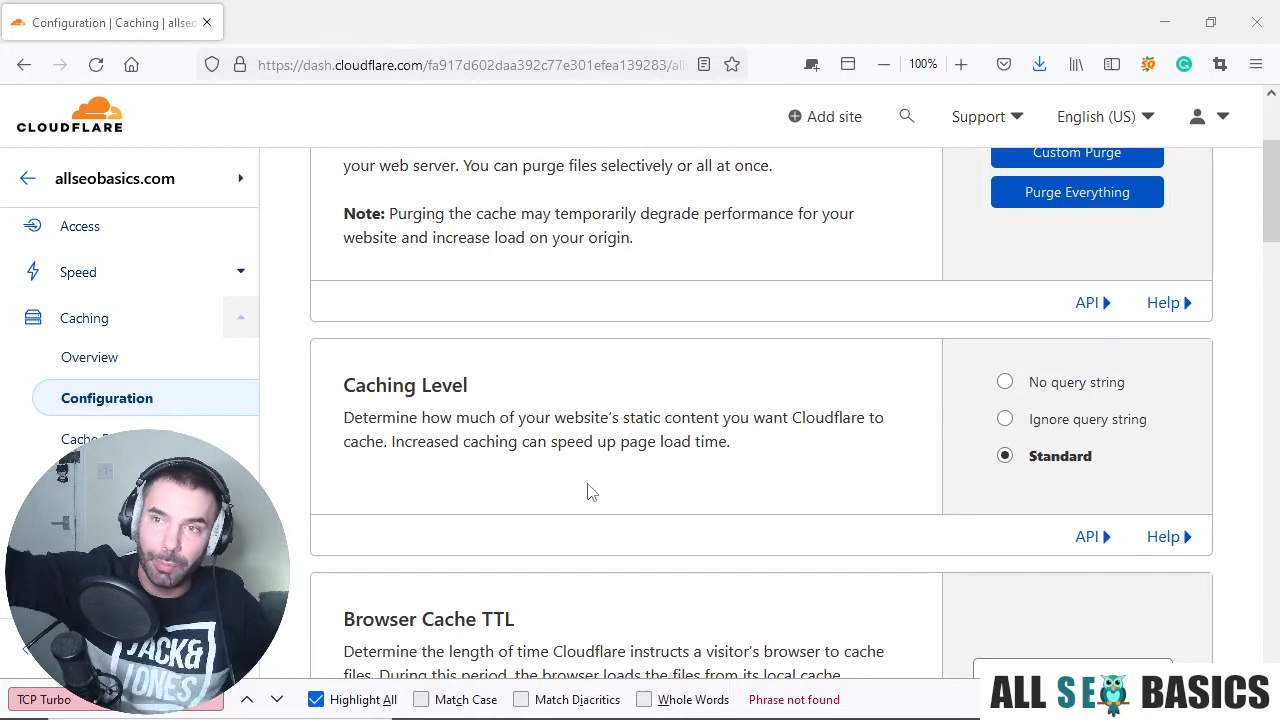 Configuration | Caching | allse
https://dash.cloudflare.com/fa917d602daa392c77e301efea139283/all
100%
CLOUDFLARE
Add site
Support
English (US)
allseobasics.com
Access
Speed
Caching
Overview
Configuration
Cache
your web server. You can purge files selectively or all at once.
Note: Purging the cache may temporarily degrade performance for your
website and increase load on your origin.
Custom Purge
Purge Everything
API
Help
Caching Level
Determine how much of your website's static content you want Cloudflare to
cache. Increased caching can speed up page load time.
No query string
Ignore query string
Standard
API
Help
Browser Cache TTL
Determine the length of time Cloudflare instructs a visitor's browser to cache
files. During this period, the browser loads the files from its local cache
JACK&
JONES
TCP Turbo
Highlight All
Match Case
Match Diacritics
Whole Words
Phrase not found
ALL SEO BASICS